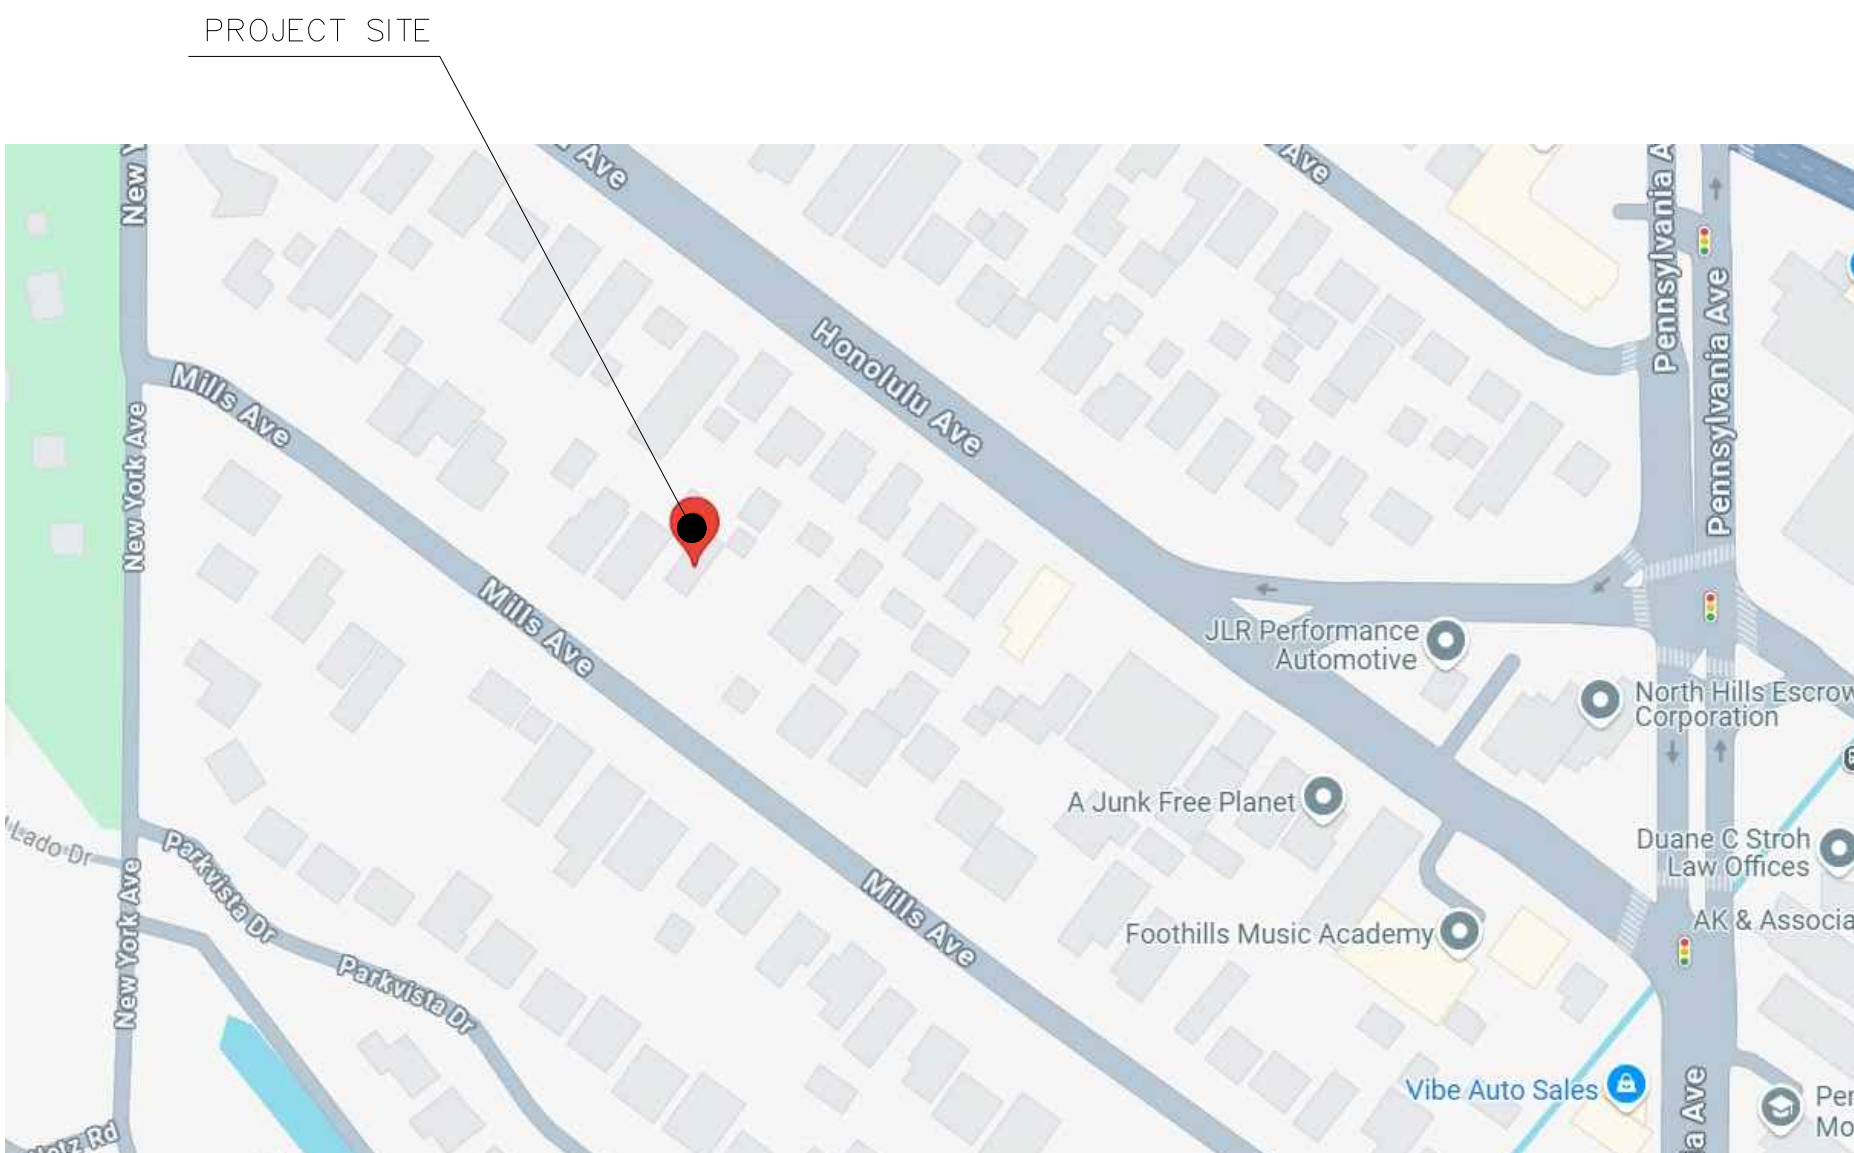 PROJECT SITE
New Y
Ave
Ave
Pennsylvania A
Pennsylvania Ave
Honolulu Ave
Mills Ave
New York Ave
Mills Ave
JLR Performance
Automotive
North Hills Escrow
Corporation
A Junk Free Planet
Duane C Stroh
Law Offices
Lado Dr
Parkvista Dr
New York Ave
Mills Ave
Foothills Music Academy
AK & Associa
Parkvista Dr
Vibe Auto Sales
ia Ave
Per
Mo
Rd